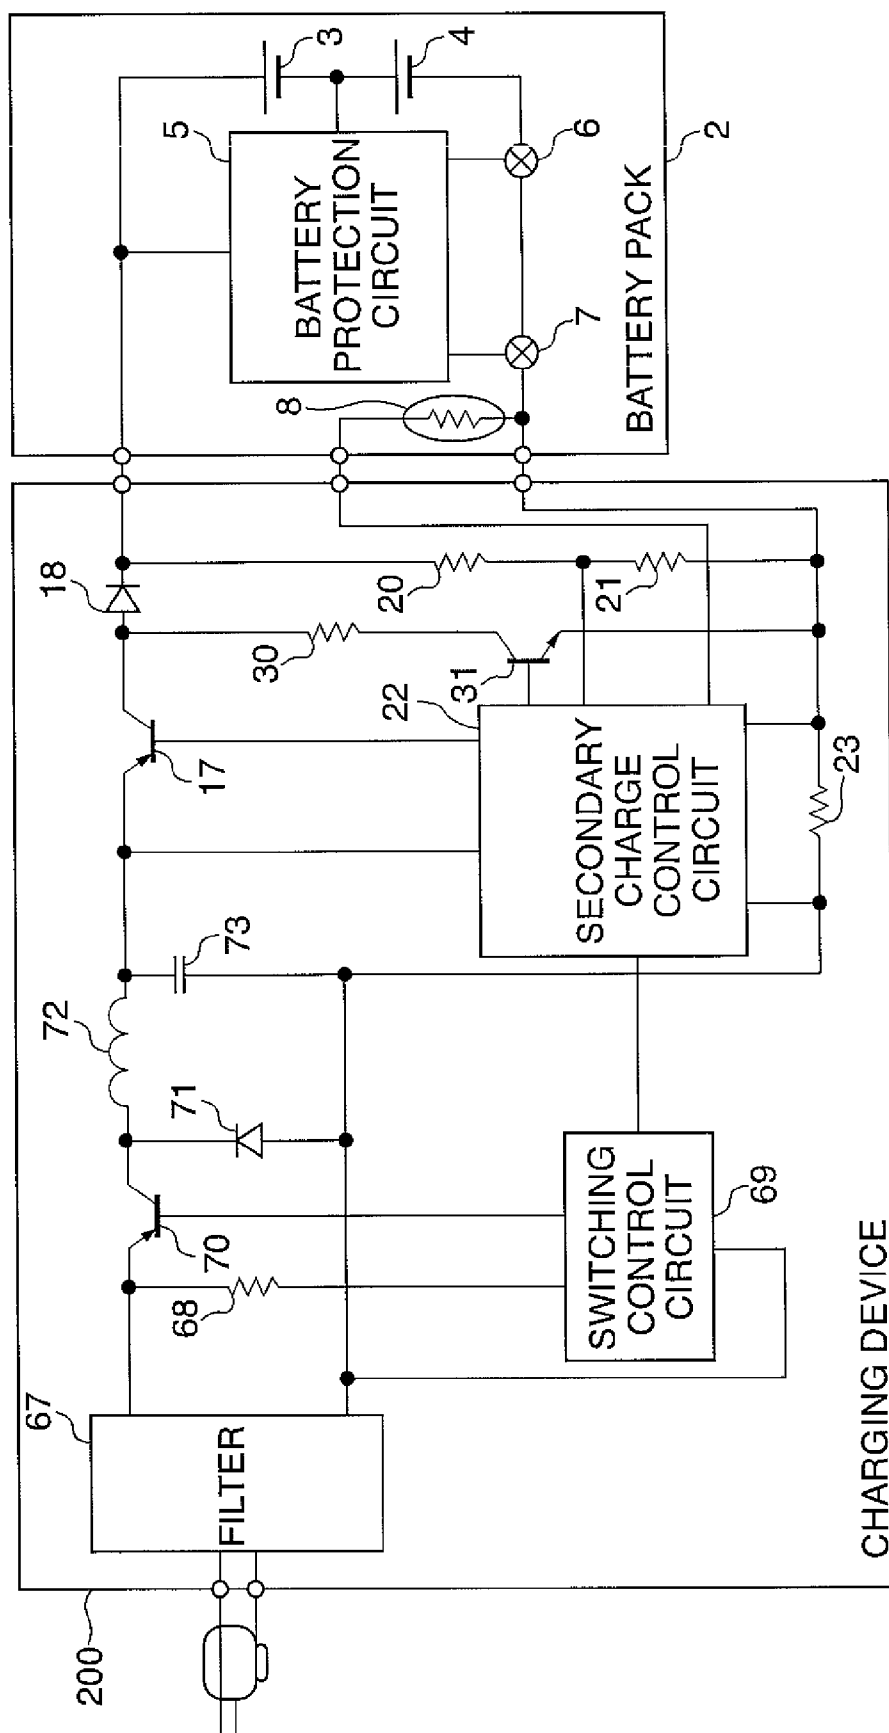 200
67
FILTER
68
70
71
72
73
SWITCHING
CONTROL
CIRCUIT
69
17
22
SECONDARY
CHARGE
CONTROL
CIRCUIT
23
30
31
18
20
21
CHARGING DEVICE
8
5
BATTERY
PROTECTION
CIRCUIT
3
4
6
7
BATTERY PACK
2